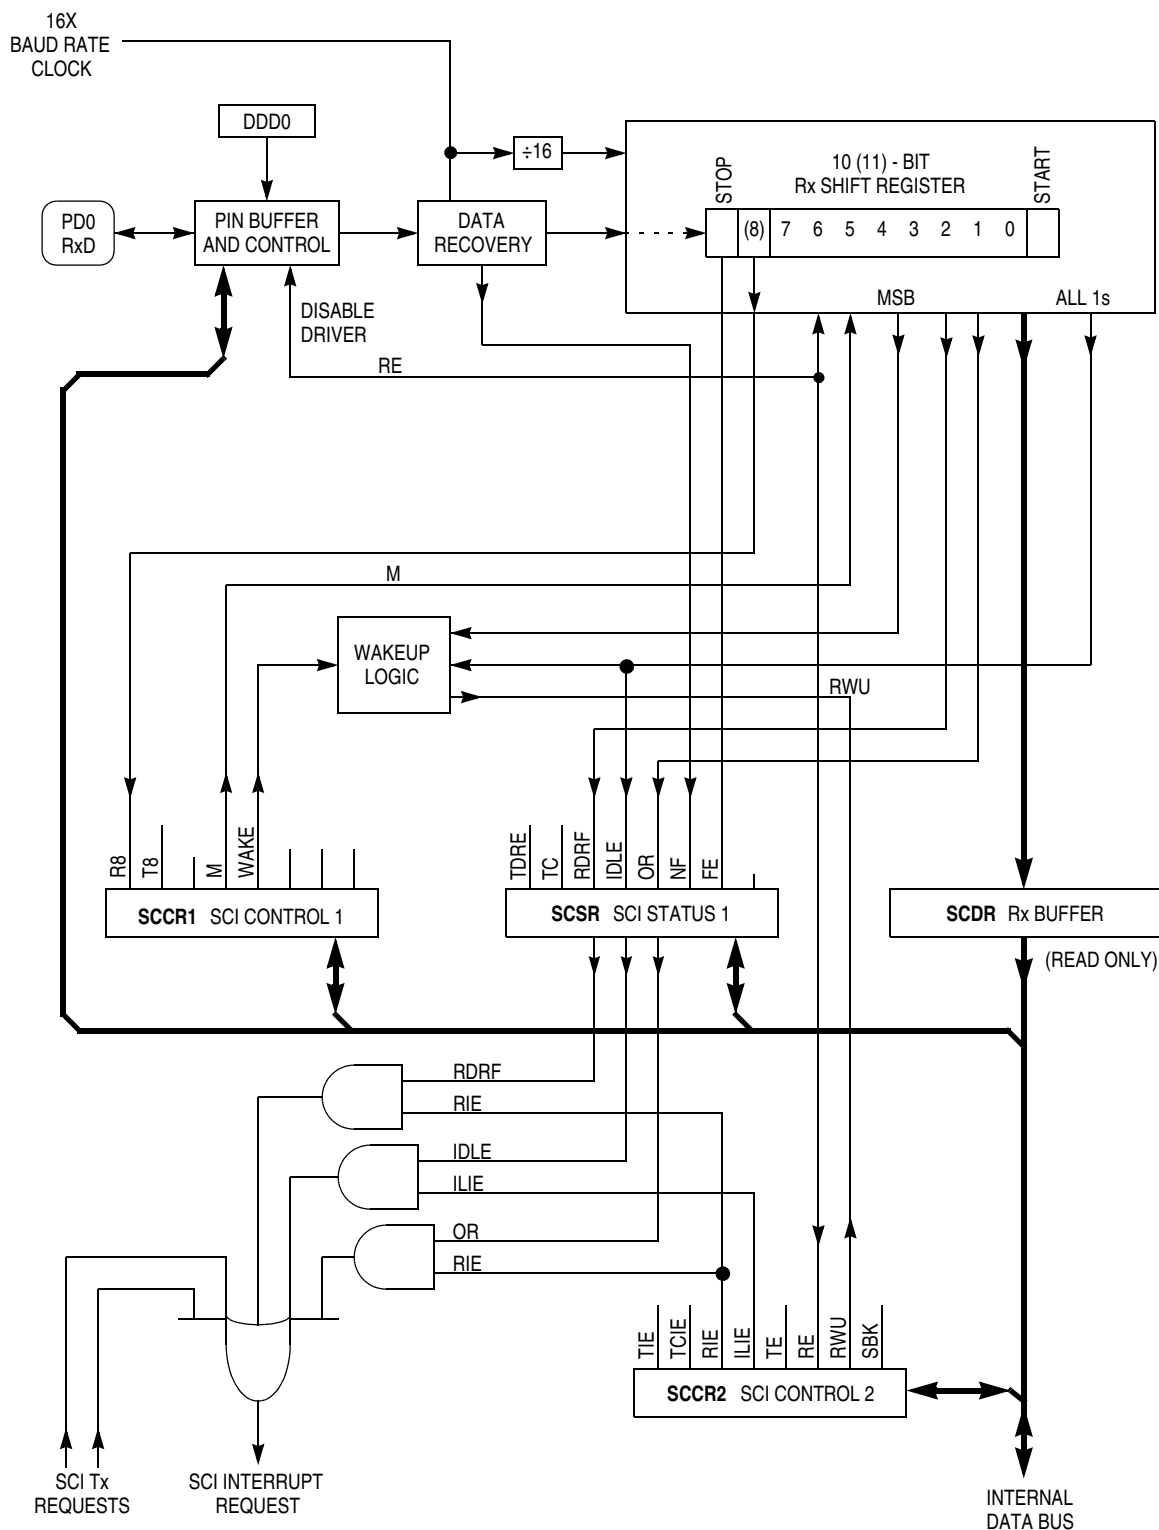 16X
BAUD RATE
CLOCK
DDD0
÷16
10 (11) - BIT
Rx SHIFT REGISTER
STOP
START
(8) 7 6 5 4 3 2 1 0
PD0
RxD
PIN BUFFER
AND CONTROL
DATA
RECOVERY
MSB
ALL 1s
DISABLE
DRIVER
RE
M
WAKEUP
LOGIC
RWU
R8
T8
M
WAKE
TDRE
TC
RDRF
IDLE
OR
NF
FE
SCCR1 SCI CONTROL 1
SCSR SCI STATUS 1
SCDR Rx BUFFER
(READ ONLY)
RDRF
RIE
IDLE
ILIE
OR
RIE
TIE
TCIE
RIE
ILIE
TE
RE
RWU
SBK
SCCR2 SCI CONTROL 2
SCI Tx
REQUESTS
SCI INTERRUPT
REQUEST
INTERNAL
DATA BUS